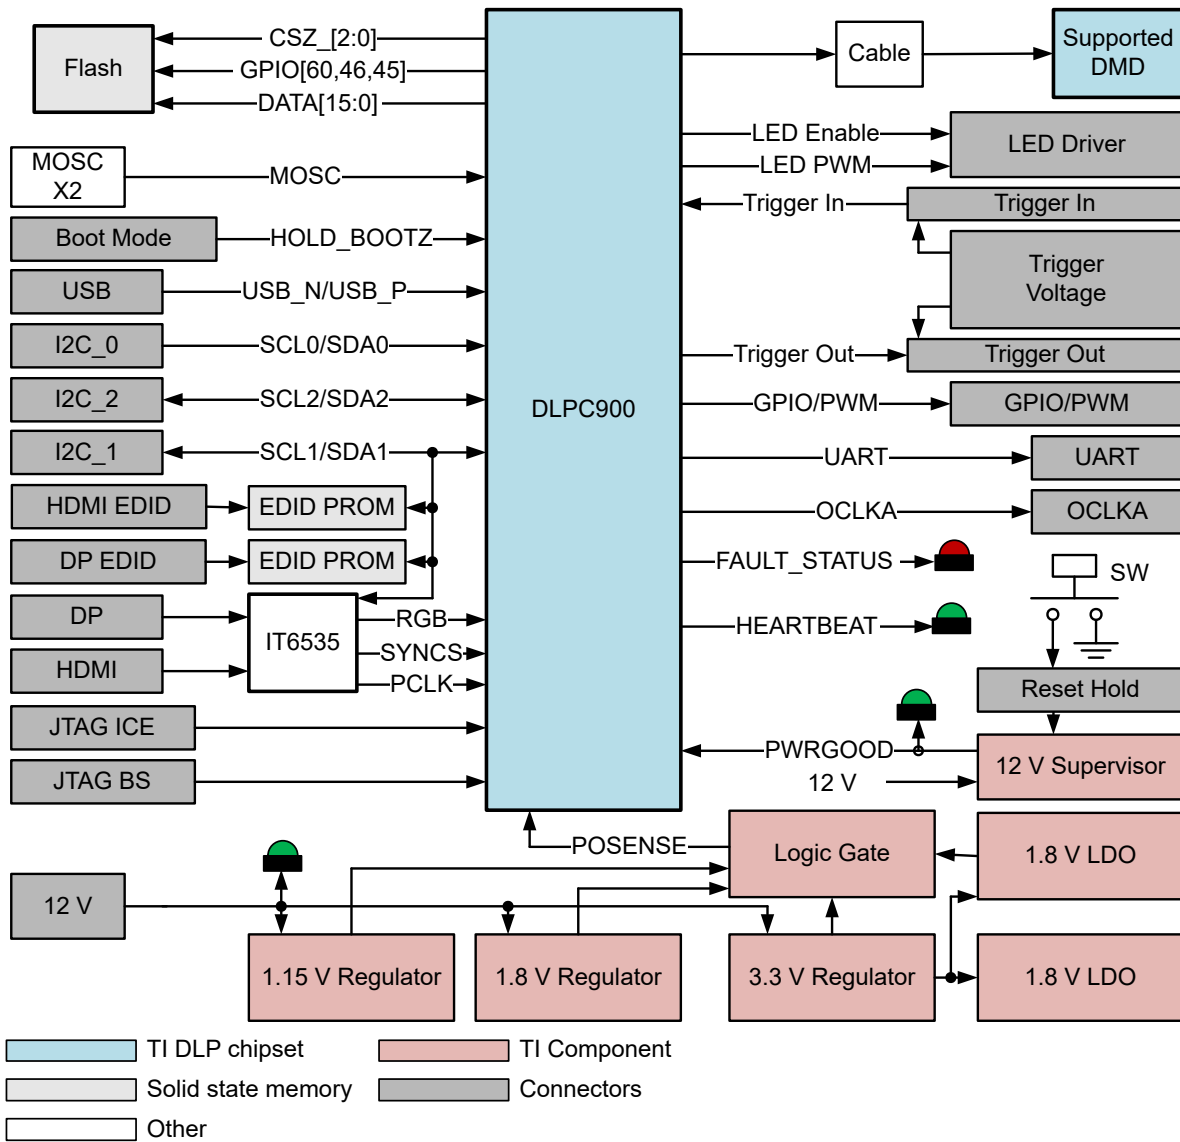 Flash
CSZ_[2:0]
GPIO[60,46,45]
DATA[15:0]
MOSC
X2
MOSC
Boot Mode
HOLD_BOOTZ
USB
USB_N/USB_P
I2C_0
SCL0/SDA0
I2C_2
SCL2/SDA2
I2C_1
SCL1/SDA1
HDMI EDID
EDID PROM
DP EDID
EDID PROM
DP
HDMI
IT6535
RGB
SYNCS
PCLK
JTAG ICE
JTAG BS
DLPC900
Cable
Supported
DMD
LED Enable
LED PWM
LED Driver
Trigger In
Trigger In
Trigger
Voltage
Trigger Out
Trigger Out
GPIO/PWM
GPIO/PWM
UART
UART
OCLKA
OCLKA
FAULT_STATUS
HEARTBEAT
SW
Reset Hold
PWRGOOD
12 V
12 V Supervisor
POSENSE
Logic Gate
1.8 V LDO
12 V
1.15 V Regulator
1.8 V Regulator
3.3 V Regulator
1.8 V LDO
TI DLP chipset
TI Component
Solid state memory
Connectors
Other